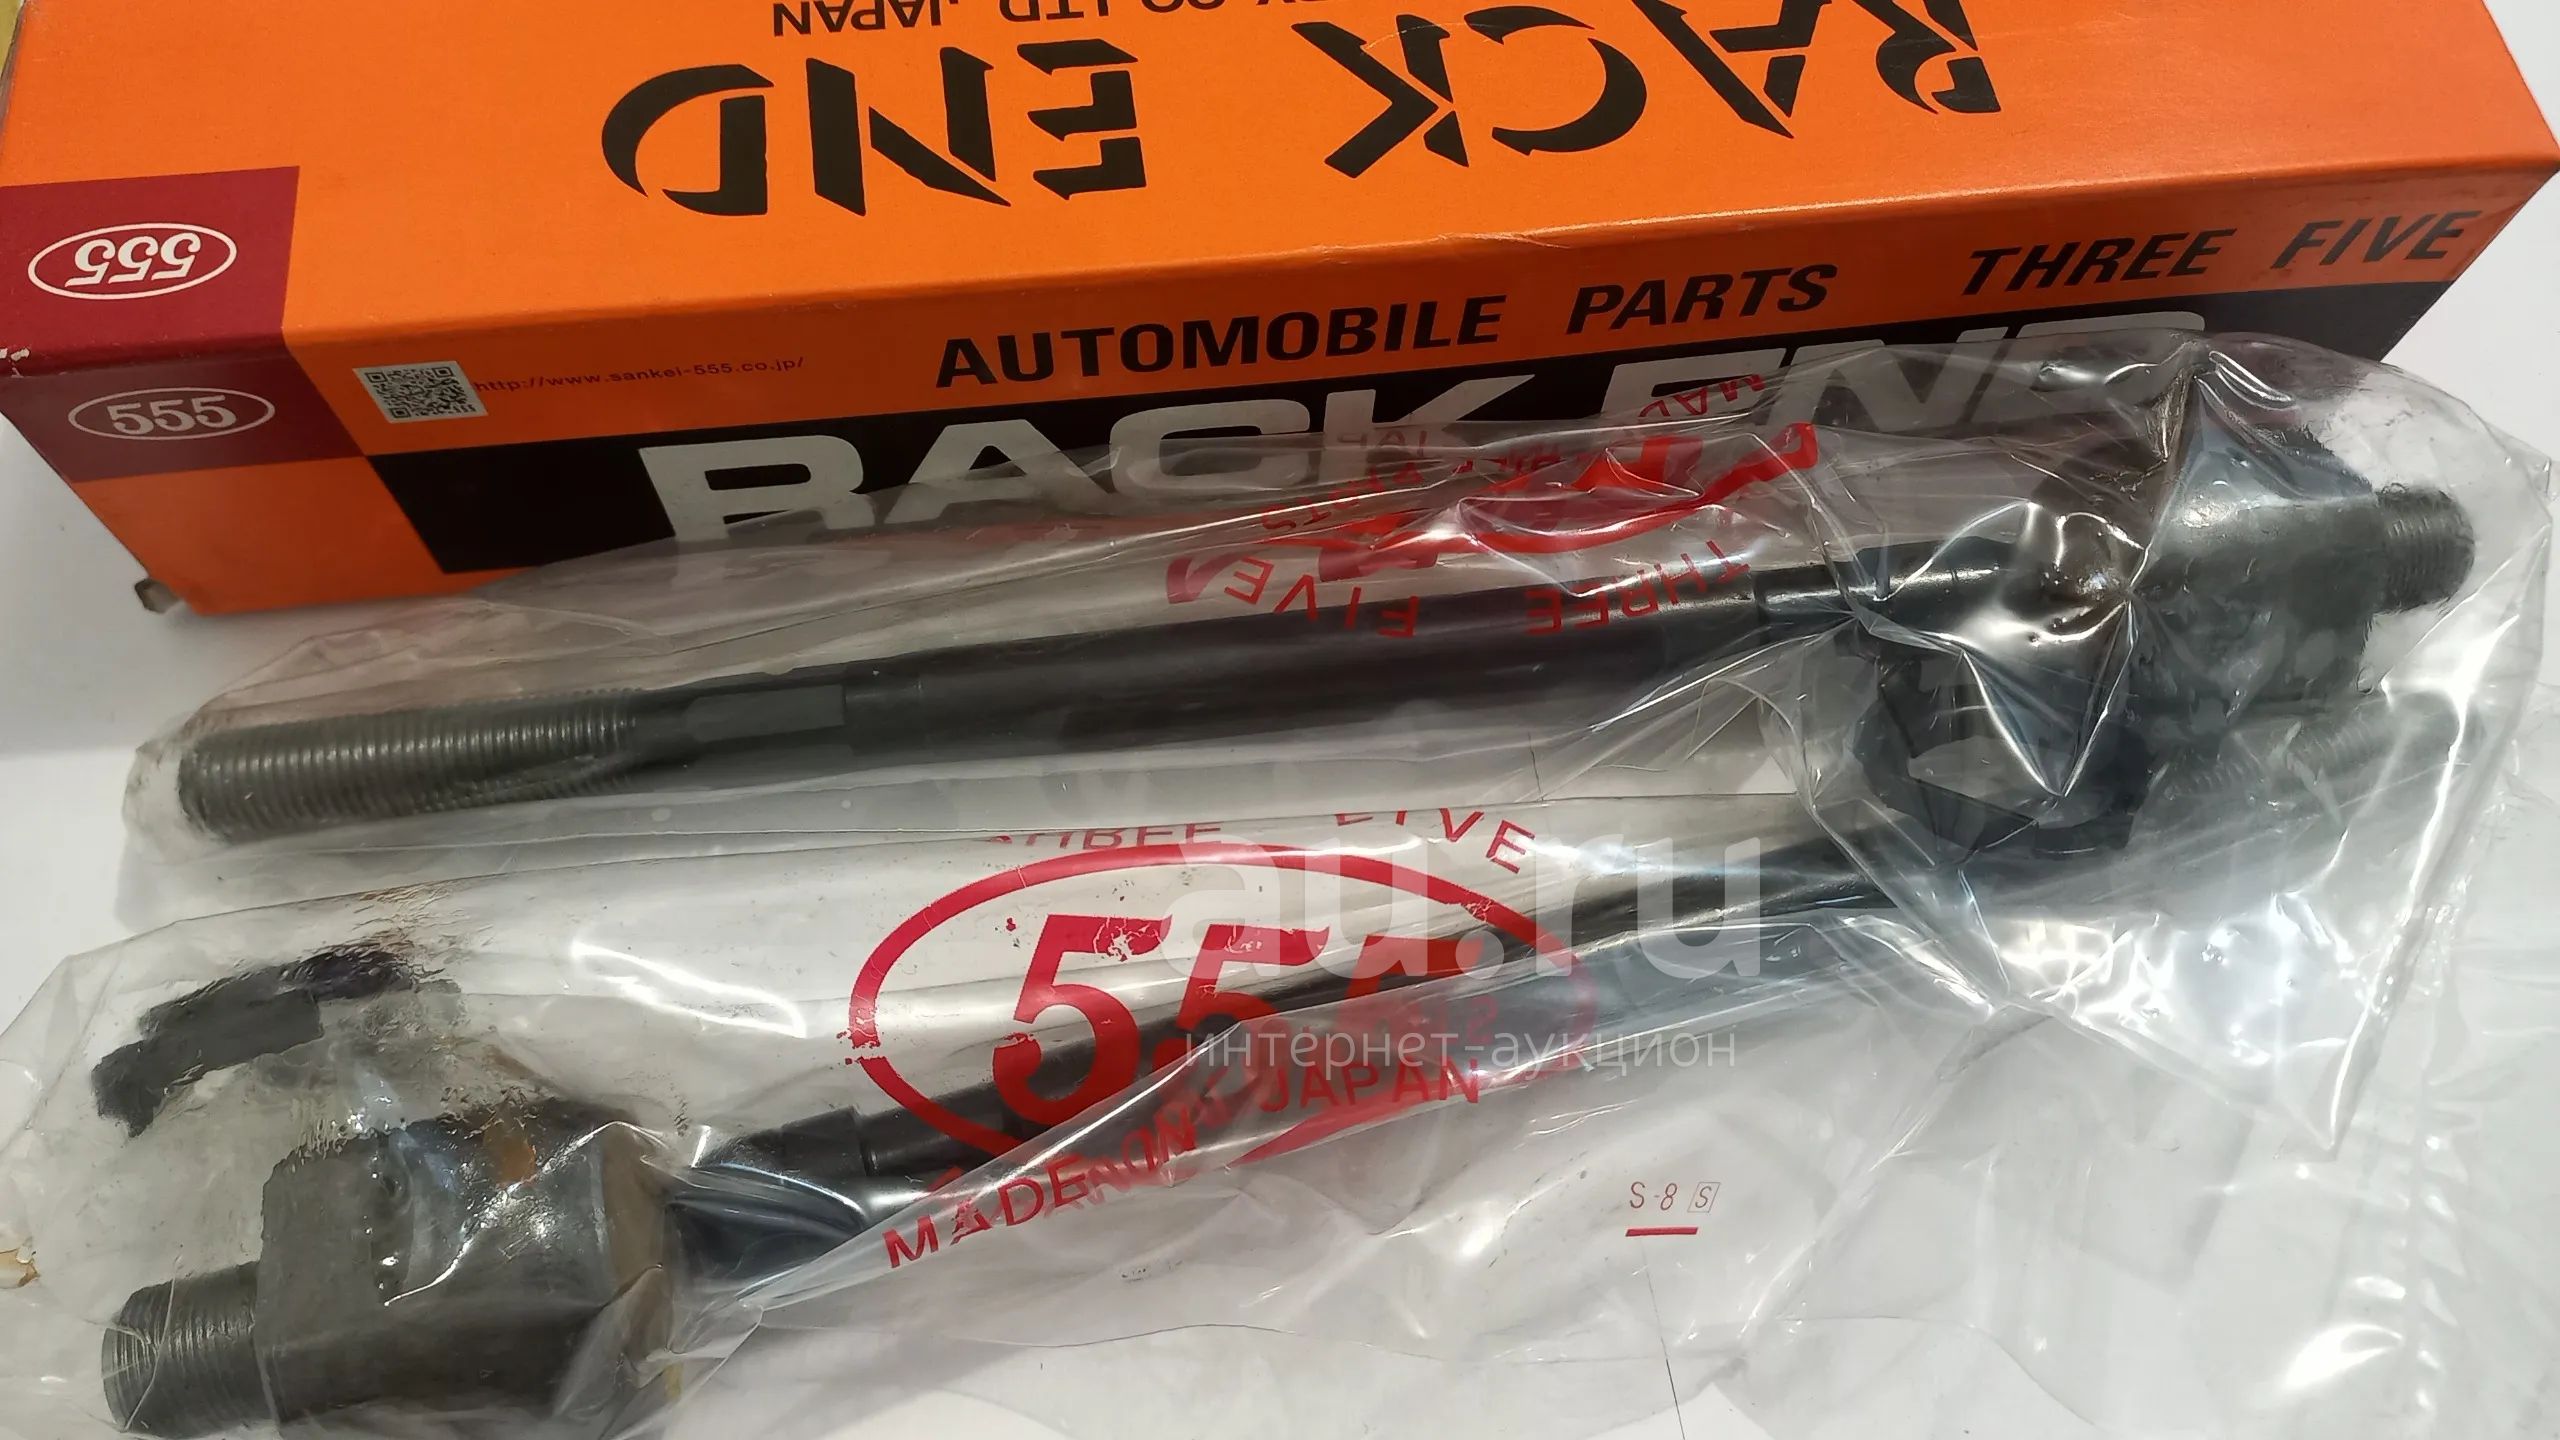 CO LTD JAPAN
RACK END
555
555
http://www.sankei-555.co.jp/
AUTOMOBILE PARTS THREE FIVE
RACK END
PARTS
THREE FIVE
THREE FIVE
555
MADE IN JAPAN
au.ru
интернет-аукцион
S-8 S